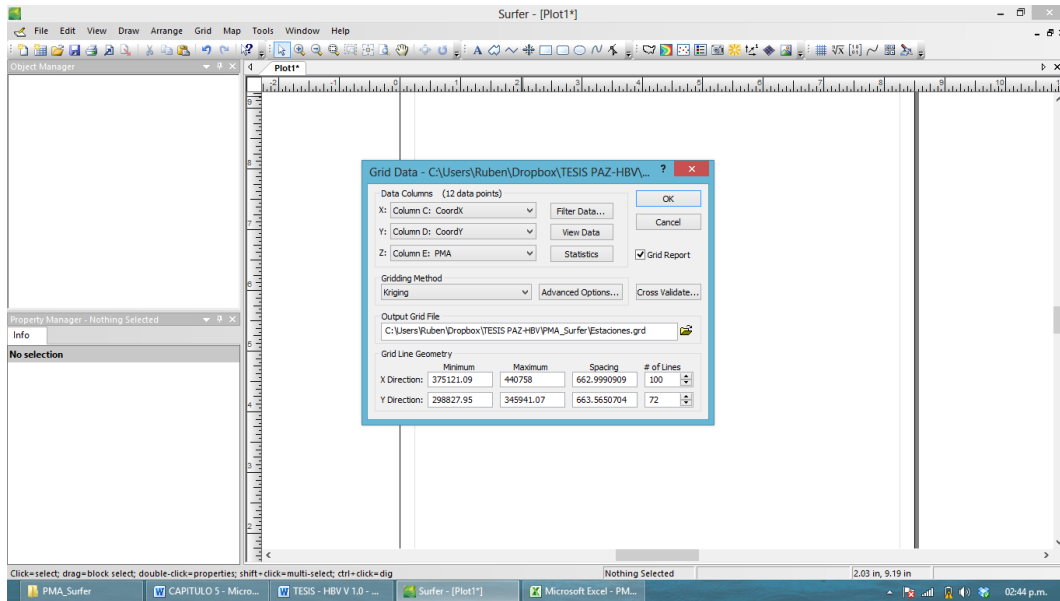 Surfer - [Plot1*]
File Edit View Draw Arrange Grid Map Tools Window Help
Object Manager
Plot1*
Grid Data - C:\Users\Ruben\Dropbox\TESIS PAZ-HBV\... ?
Data Columns (12 data points)
X: Column C: CoordX
Filter Data...
OK
Y: Column D: CoordY
View Data
Cancel
Z: Column E: PMA
Statistics
Grid Report
Gridding Method
Kriging
Advanced Options...
Cross Validate...
Output Grid File
C:\Users\Ruben\Dropbox\TESIS PAZ-HBV\PMA_Surfer\Estaciones.grd
Grid Line Geometry
Minimum Maximum Spacing # of Lines
X Direction: 375121.09 440758 662.9990909 100
Y Direction: 298827.95 345941.07 663.5650704 72
Property Manager - Nothing Selected
Info
No selection
Click=select; drag=block select; double-click=properties; shift+click=multi-select; ctrl+click=dig
Nothing Selected
2.03 in, 9.19 in
PMA_Surfer
CAPITULO 5 - Micro...
TESIS - HBV V 1.0 - ...
Surfer - [Plot1*]
Microsoft Excel - PM...
02:44 p.m.